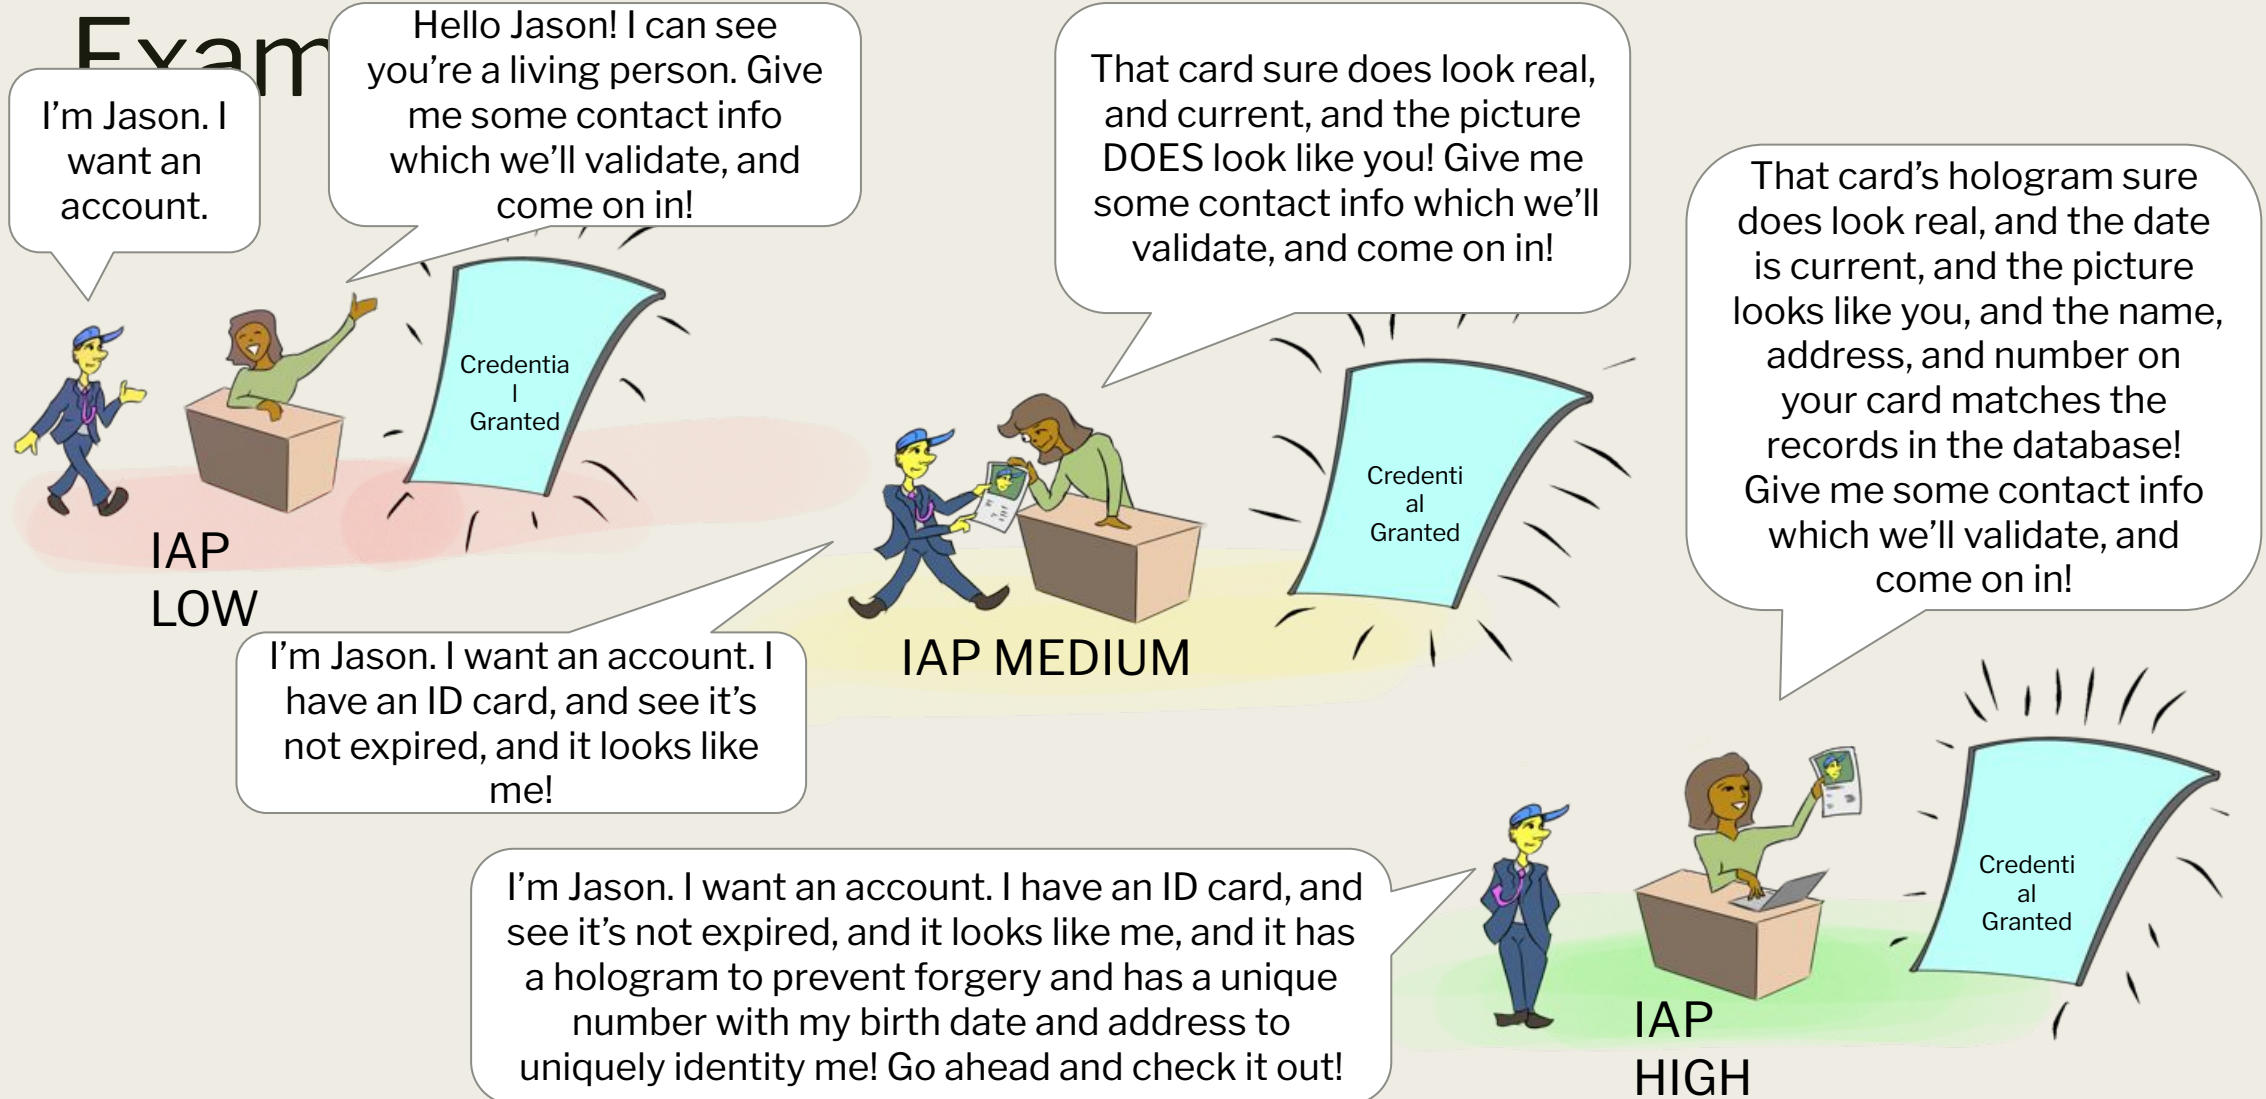 Exam
I'm Jason. I
want an
account.
Hello Jason! I can see
you're a living person. Give
me some contact info
which we'll validate, and
come on in!
Credentia
l
Granted
IAP
LOW
I'm Jason. I want an account. I
have an ID card, and see it's
not expired, and it looks like
me!
That card sure does look real,
and current, and the picture
DOES look like you! Give me
some contact info which we'll
validate, and come on in!
Credenti
al
Granted
IAP MEDIUM
I'm Jason. I want an account. I have an ID card, and
see it's not expired, and it looks like me, and it has
a hologram to prevent forgery and has a unique
number with my birth date and address to
uniquely identity me! Go ahead and check it out!
That card's hologram sure
does look real, and the date
is current, and the picture
looks like you, and the name,
address, and number on
your card matches the
records in the database!
Give me some contact info
which we'll validate, and
come on in!
Credenti
al
Granted
IAP
HIGH